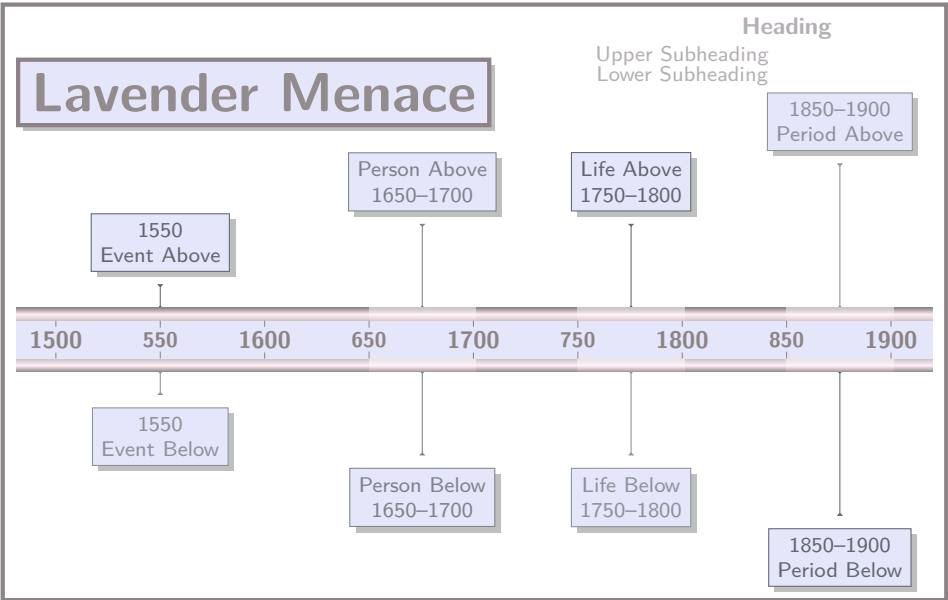 Heading
Upper Subheading
Lower Subheading
Lavender Menace
1850–1900
Period Above
Person Above
1650–1700
Life Above
1750–1800
1550
Event Above
1500 550 1600 650 1700 750 1800 850 1900
1550
Event Below
Person Below
1650–1700
Life Below
1750–1800
1850–1900
Period Below